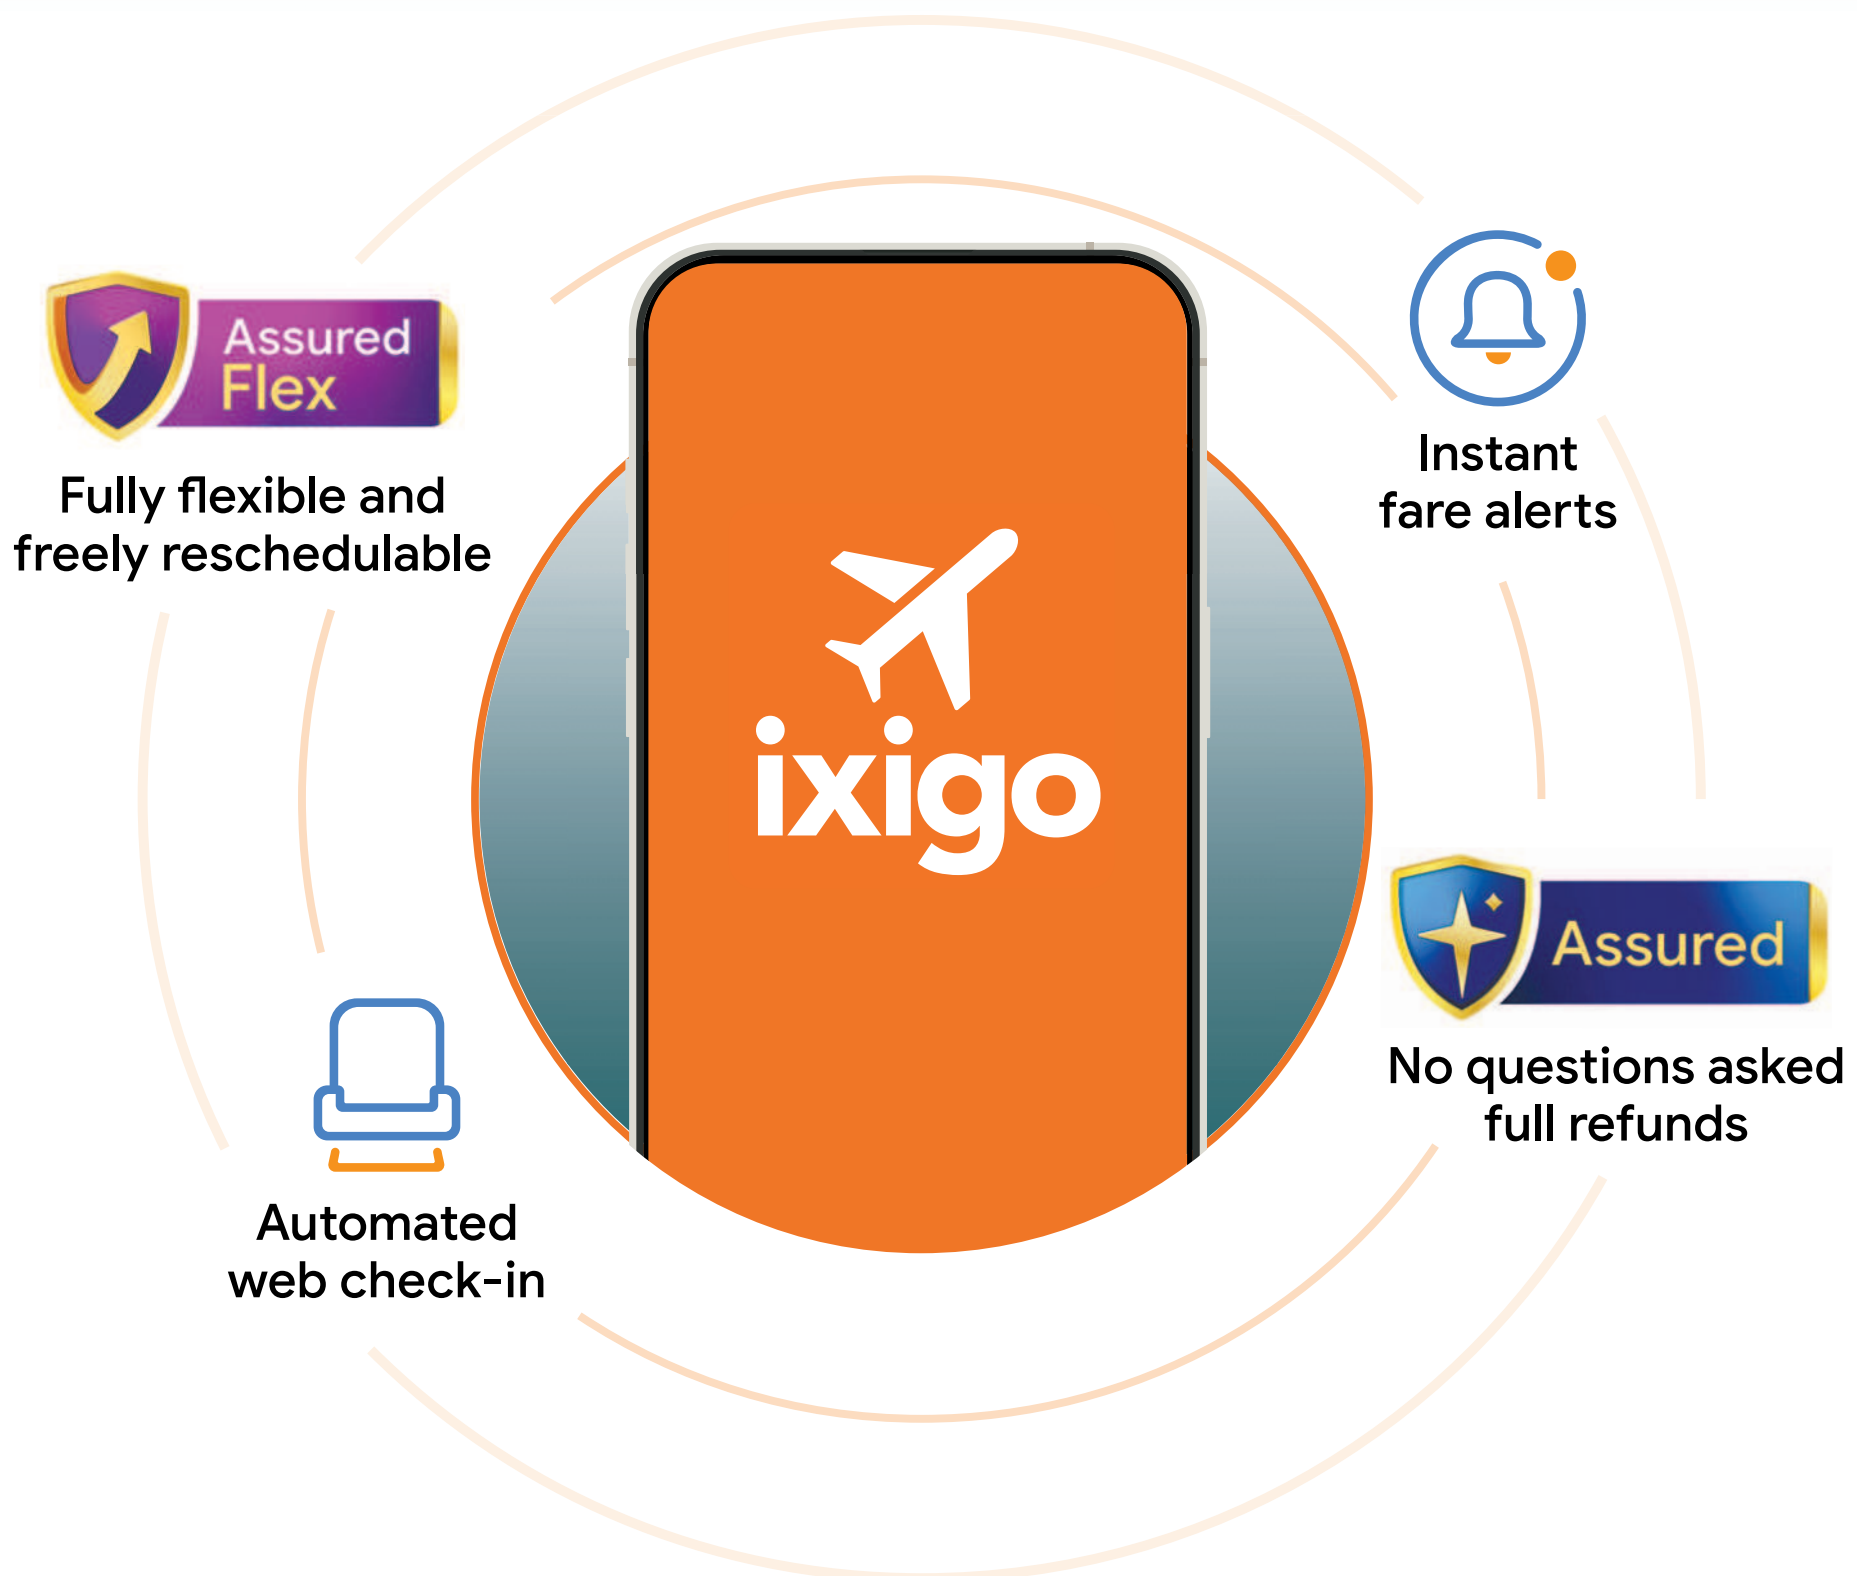 Assured
Flex
Fully flexible and
freely reschedulable
Instant
fare alerts
ixigo
Assured
No questions asked
full refunds
Automated
web check-in